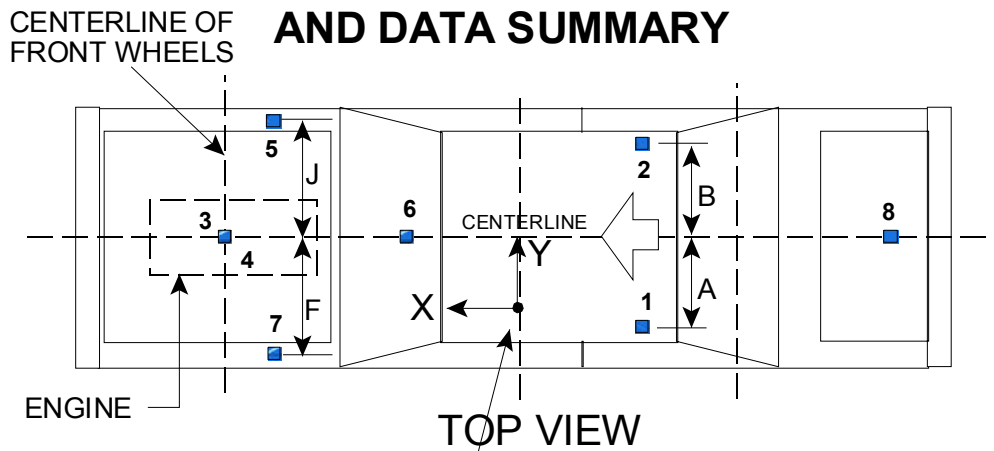 CENTERLINE OF
FRONT WHEELS
AND DATA SUMMARY
5
J
2
B
3
4
6
CENTERLINE
8
Y
X
F
7
1
A
ENGINE
TOP VIEW